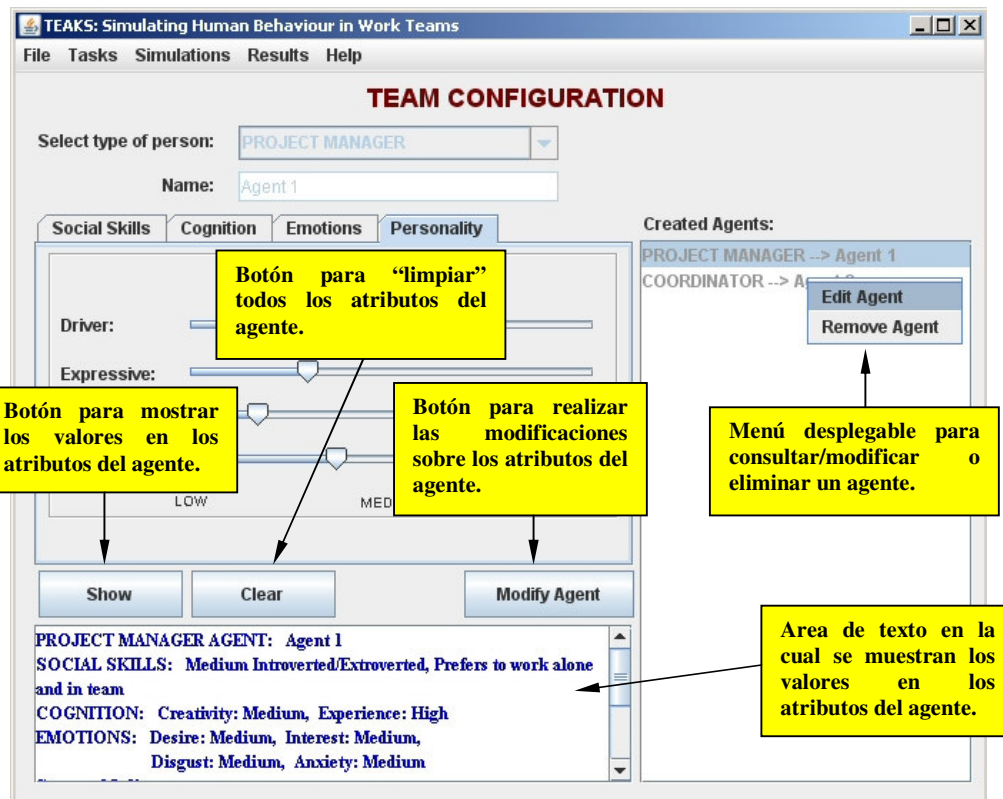 TEAKS: Simulating Human Behaviour in Work Teams
File Tasks Simulations Results Help
TEAM CONFIGURATION
Select type of person: PROJECT MANAGER
Name: Agent 1
Social Skills Cognition Emotions Personality
Created Agents:
PROJECT MANAGER --> Agent 1
COORDINATOR -->
Edit Agent
Remove Agent
Botón para “limpiar”
todos los atributos del
agente.
Driver:
Expressive:
Botón para mostrar
los valores en los
atributos del agente.
Botón para realizar
las modificaciones
sobre los atributos del
agente.
Menú desplegable para
consultar/modificar o
eliminar un agente.
LOW MED
Show Clear Modify Agent
PROJECT MANAGER AGENT: Agent 1
SOCIAL SKILLS: Medium Introverted/Extroverted, Prefers to work alone
and in team
COGNITION: Creativity: Medium, Experience: High
EMOTIONS: Desire: Medium, Interest: Medium,
Disgust: Medium, Anxiety: Medium
Area de texto en la
cual se muestran los
valores en los
atributos del agente.